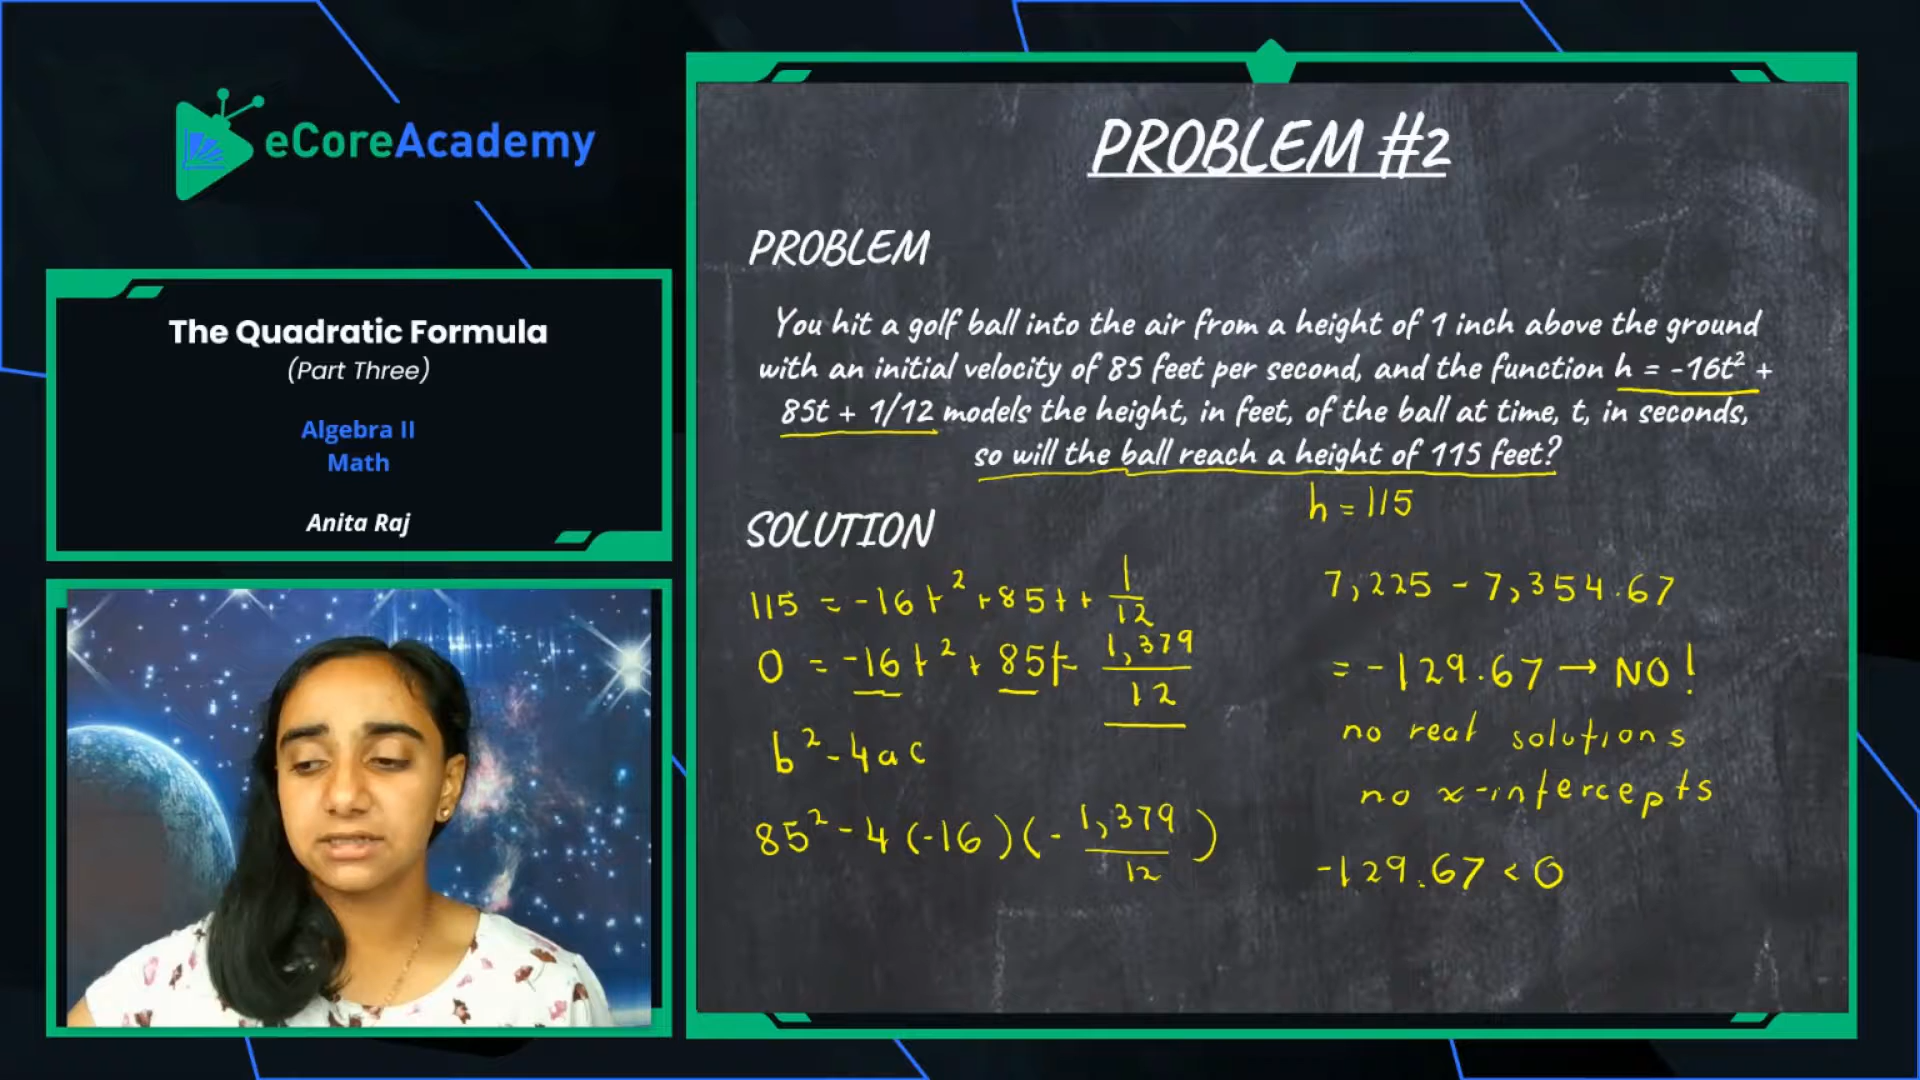 eCoreAcademy
The Quadratic Formula
(Part Three)
Algebra II
Math
Anita Raj
PROBLEM #2
PROBLEM
You hit a golf ball into the air from a height of 1 inch above the ground
with an initial velocity of 85 feet per second, and the function h = -16t² +
85t + 1/12 models the height, in feet, of the ball at time, t, in seconds,
so will the ball reach a height of 115 feet?
h = 115
SOLUTION
115 = -16t² + 85t + 1/12
0 = -16t² + 85t - 1,379/12
b² - 4ac
85² - 4(-16)(- 1,379/12)
7,225 - 7,354.67
= -129.67 → NO!
no real solutions
no x-intercepts
-129.67 < 0